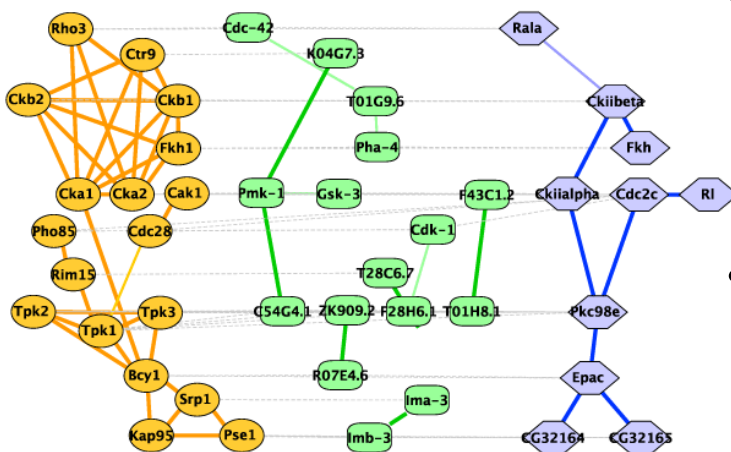 Rho3 Cdc-42 Rala
Ctr9 K04G7.3
Ckb2 Ckb1 T01G9.6 Ckiibeta
Fkh1 Pha-4 Fkh
Cka1 Cka2 Cak1 Pmk-1 Gsk-3 F43C1.2 Ckiialpha Cdc2c Rl
Pho85 Cdc28 Cdk-1
Rim15 T28C6.7
Tpk2 Tpk1 Tpk3 C54G4.1 ZK909.2 F28H6.1 T01H8.1 Pkc98e
Bcy1 R07E4.6 Epac
Srp1 Ima-3
Kap95 Pse1 Imb-3 CG32164 CG32165